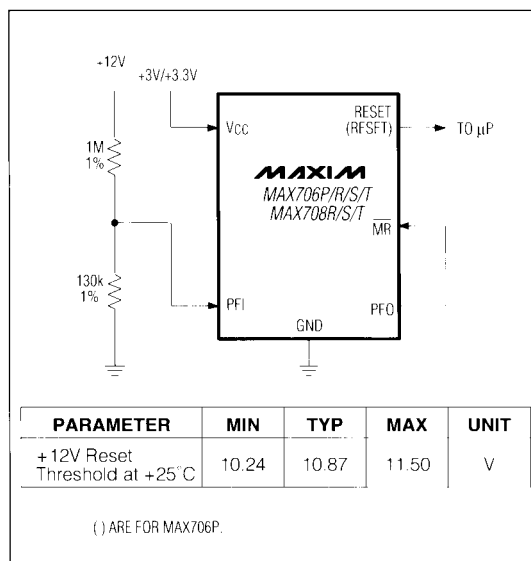 +12V
+3V/+3.3V
VCC
RESET
(RESET)
TO µP
1M
1%
MAXIM
MAX706P/R/S/T
MAX708R/S/T
MR
130k
1%
PFI
PFO
GND
PARAMETER MIN TYP MAX UNIT
+12V Reset
Threshold at +25°C 10.24 10.87 11.50 V
( ) ARE FOR MAX706P.